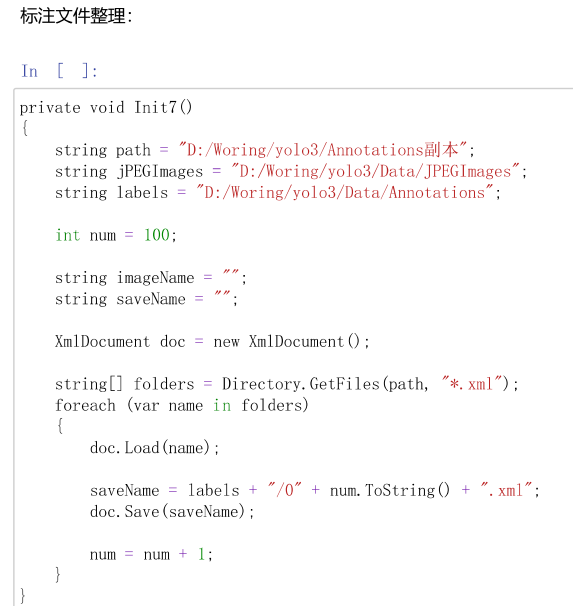 标注文件整理：
In [ ]:
private void Init7()
{
    string path = "D:/Woring/yolo3/Annotations副本";
    string jPEGImages = "D:/Woring/yolo3/Data/JPEGImages";
    string labels = "D:/Woring/yolo3/Data/Annotations";
    int num = 100;
    string imageName = "";
    string saveName = "";
    XmlDocument doc = new XmlDocument();
    string[] folders = Directory.GetFiles(path, "*.xml");
    foreach (var name in folders)
    {
        doc.Load(name);
        saveName = labels + "/0" + num.ToString() + ".xml";
        doc.Save(saveName);
        num = num + 1;
    }
}